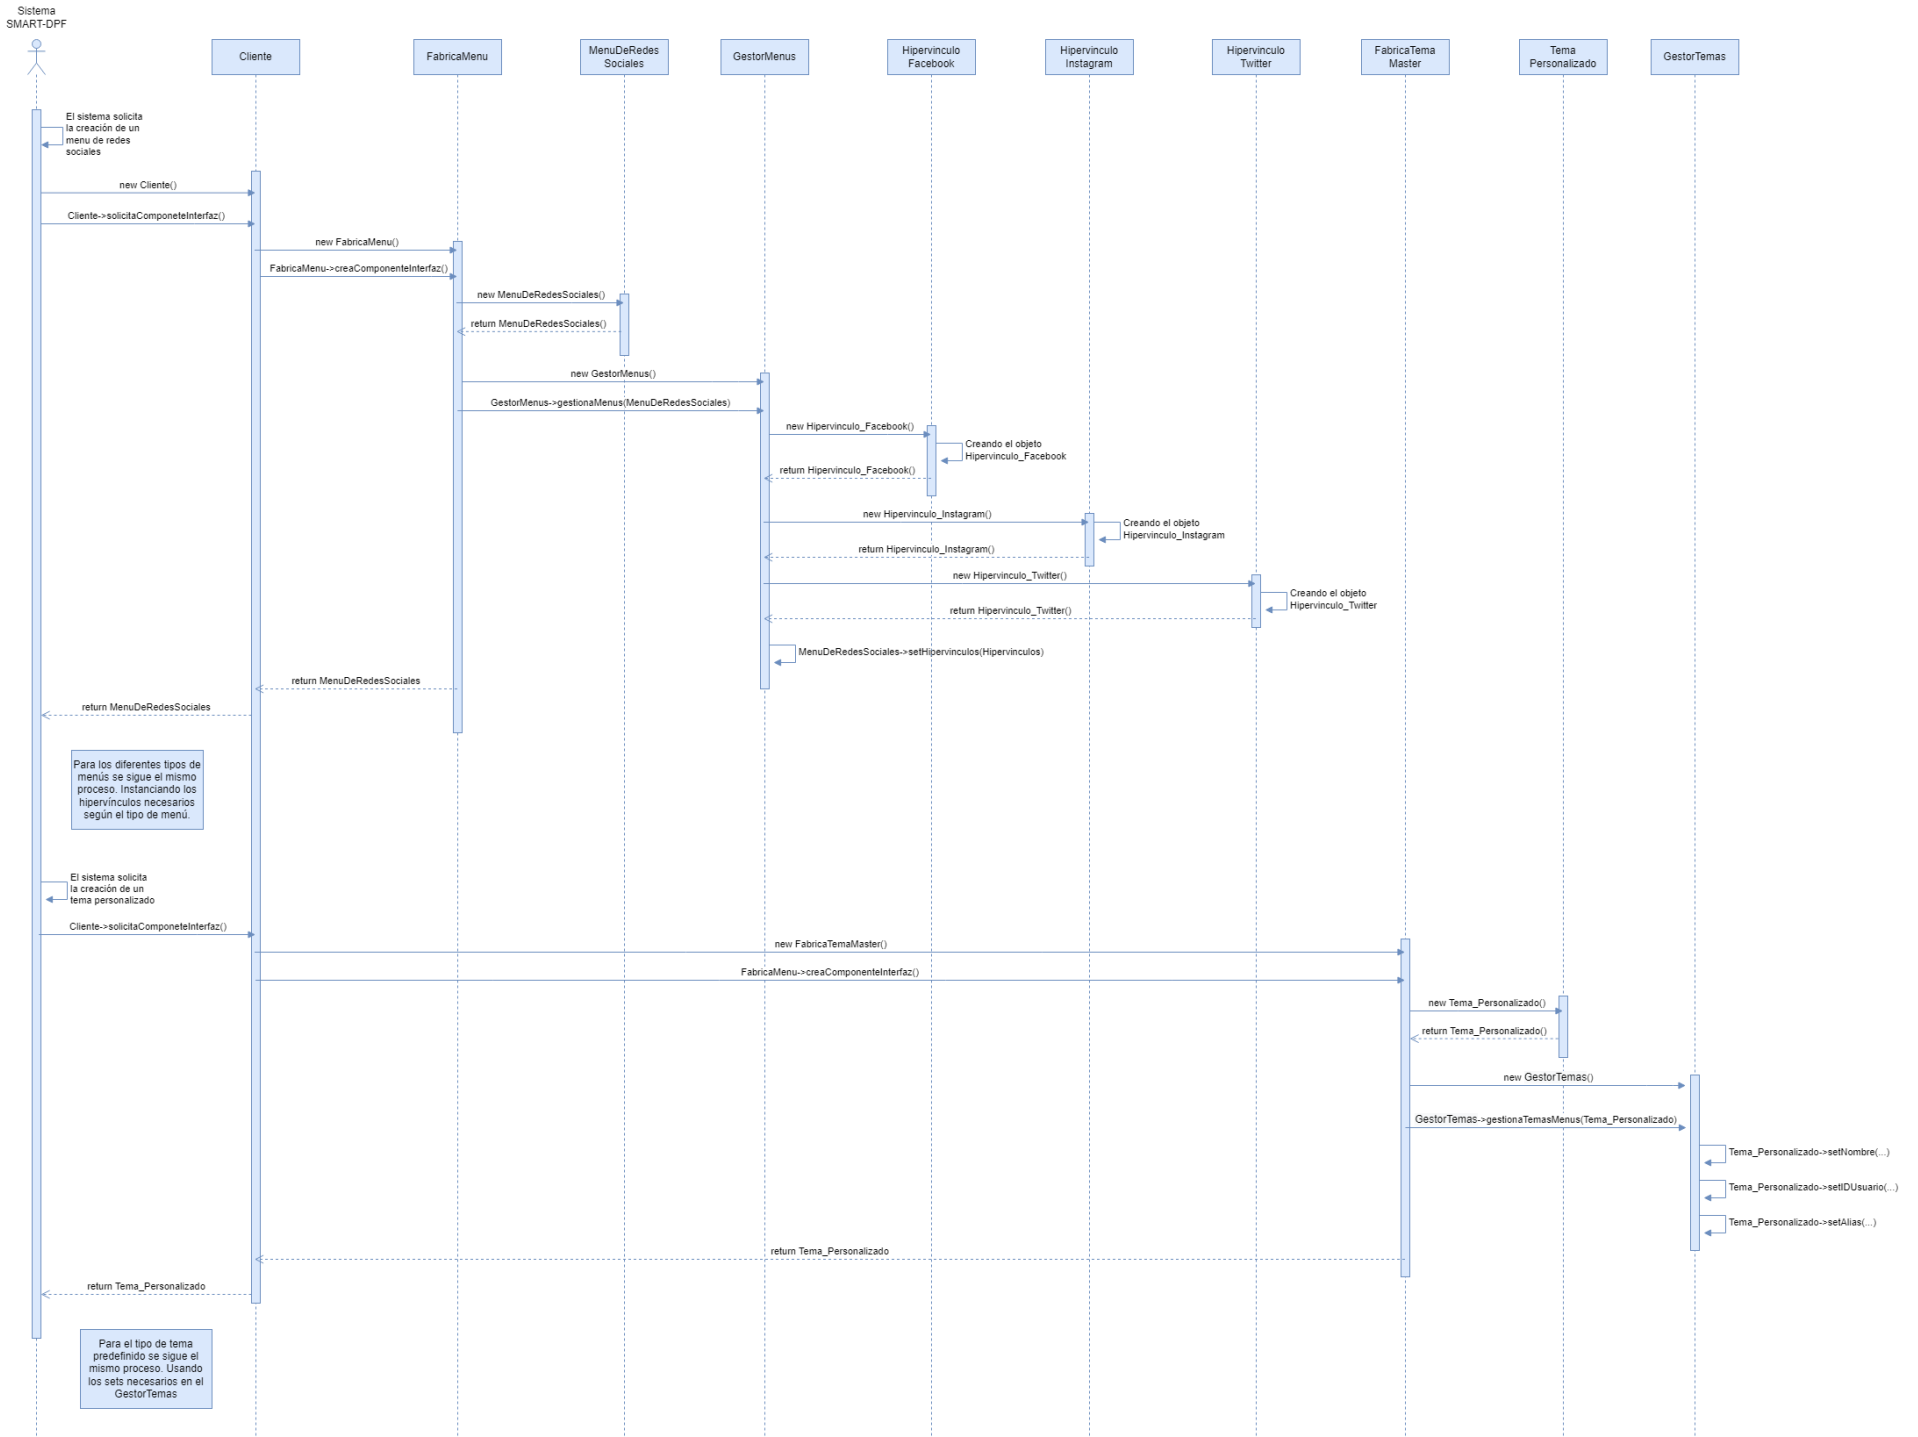 Sistema
SMART-DPF
Cliente
FabricaMenu
MenuDeRedes
Sociales
GestorMenus
Hipervinculo
Facebook
Hipervinculo
Instagram
Hipervinculo
Twitter
FabricaTema
Master
Tema
Personalizado
GestorTemas
El sistema solicita
la creación de un
menu de redes
sociales
new Cliente()
Cliente->solicitaComponeteInterfaz()
new FabricaMenu()
FabricaMenu->creaComponenteInterfaz()
new MenuDeRedesSociales()
return MenuDeRedesSociales()
new GestorMenus()
GestorMenus->gestionaMenus(MenuDeRedesSociales)
new Hipervinculo_Facebook()
Creando el objeto
Hipervinculo_Facebook
return Hipervinculo_Facebook()
new Hipervinculo_Instagram()
Creando el objeto
Hipervinculo_Instagram
return Hipervinculo_Instagram()
new Hipervinculo_Twitter()
Creando el objeto
Hipervinculo_Twitter
return Hipervinculo_Twitter()
MenuDeRedesSociales->setHipervinculos(Hipervinculos)
return MenuDeRedesSociales
return MenuDeRedesSociales
Para los diferentes tipos de
menús se sigue el mismo
proceso. Instanciando los
hipervínculos necesarios
según el tipo de menú.
El sistema solicita
la creación de un
tema personalizado
Cliente->solicitaComponeteInterfaz()
new FabricaTemaMaster()
FabricaMenu->creaComponenteInterfaz()
new Tema_Personalizado()
return Tema_Personalizado()
new GestorTemas()
GestorTemas->gestionaTemasMenus(Tema_Personalizado)
Tema_Personalizado->setNombre(...)
Tema_Personalizado->setIDUsuario(...)
Tema_Personalizado->setAlias(...)
return Tema_Personalizado
return Tema_Personalizado
Para el tipo de tema
predefinido se sigue el
mismo proceso. Usando
los sets necesarios en el
GestorTemas